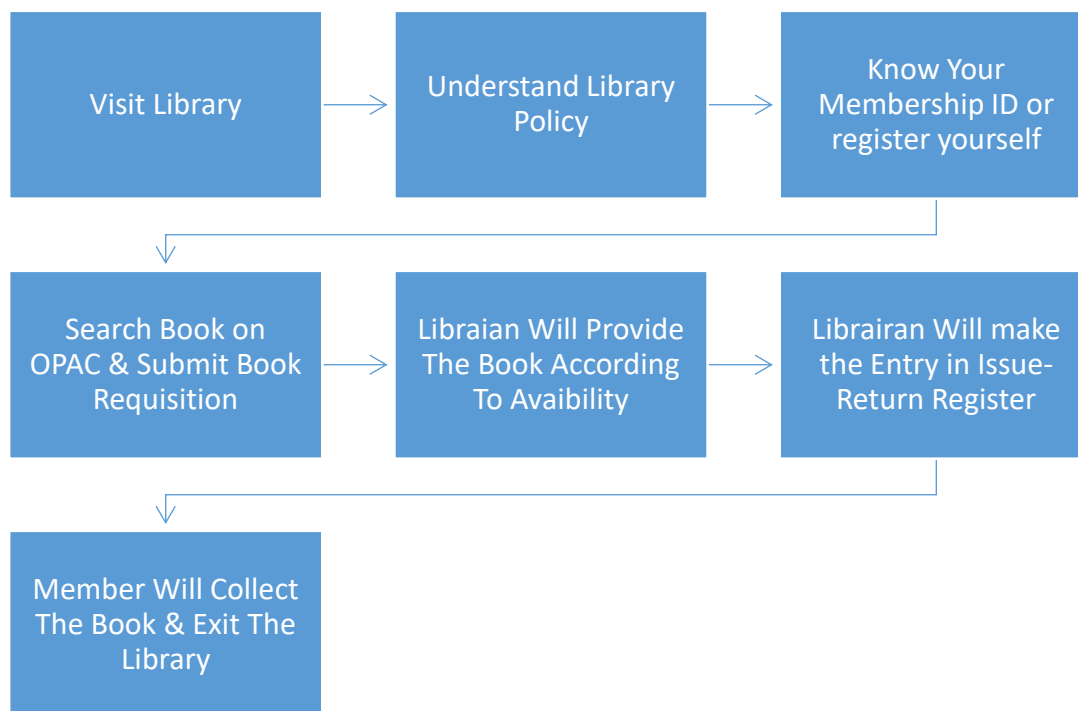 Visit Library
Understand Library
Policy
Know Your
Membership ID or
register yourself
Search Book on
OPAC & Submit Book
Requisition
Libraian Will Provide
The Book According
To Avaibility
Librairan Will make
the Entry in Issue-
Return Register
Member Will Collect
The Book & Exit The
Library